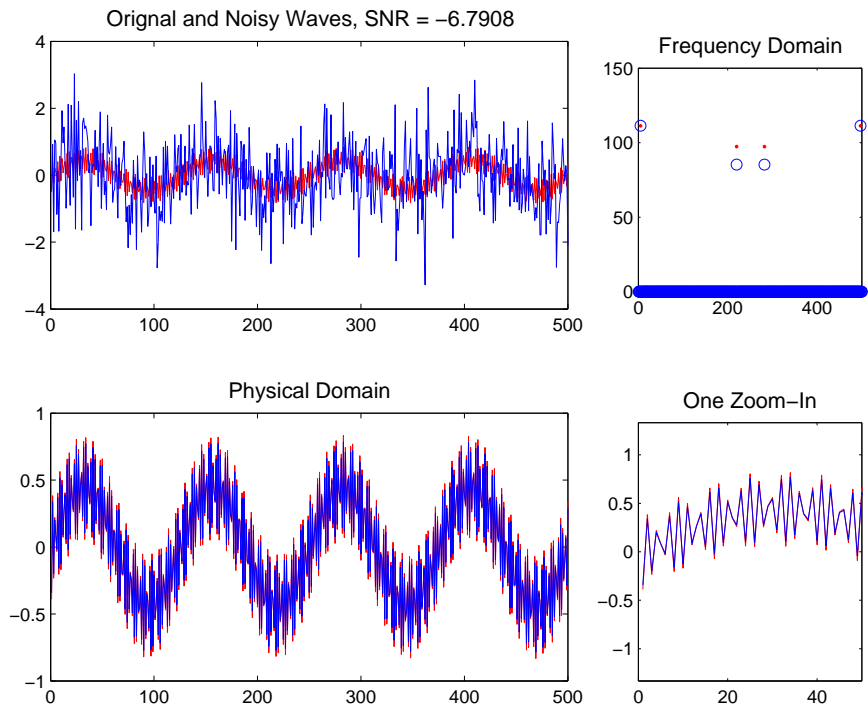 Orignal and Noisy Waves, SNR = −6.7908
4
2
0
−2
−4
0 100 200 300 400 500
Frequency Domain
150
100
50
0
0 200 400
Physical Domain
1
0.5
0
−0.5
−1
0 100 200 300 400 500
One Zoom−In
1
0.5
0
−0.5
−1
0 20 40